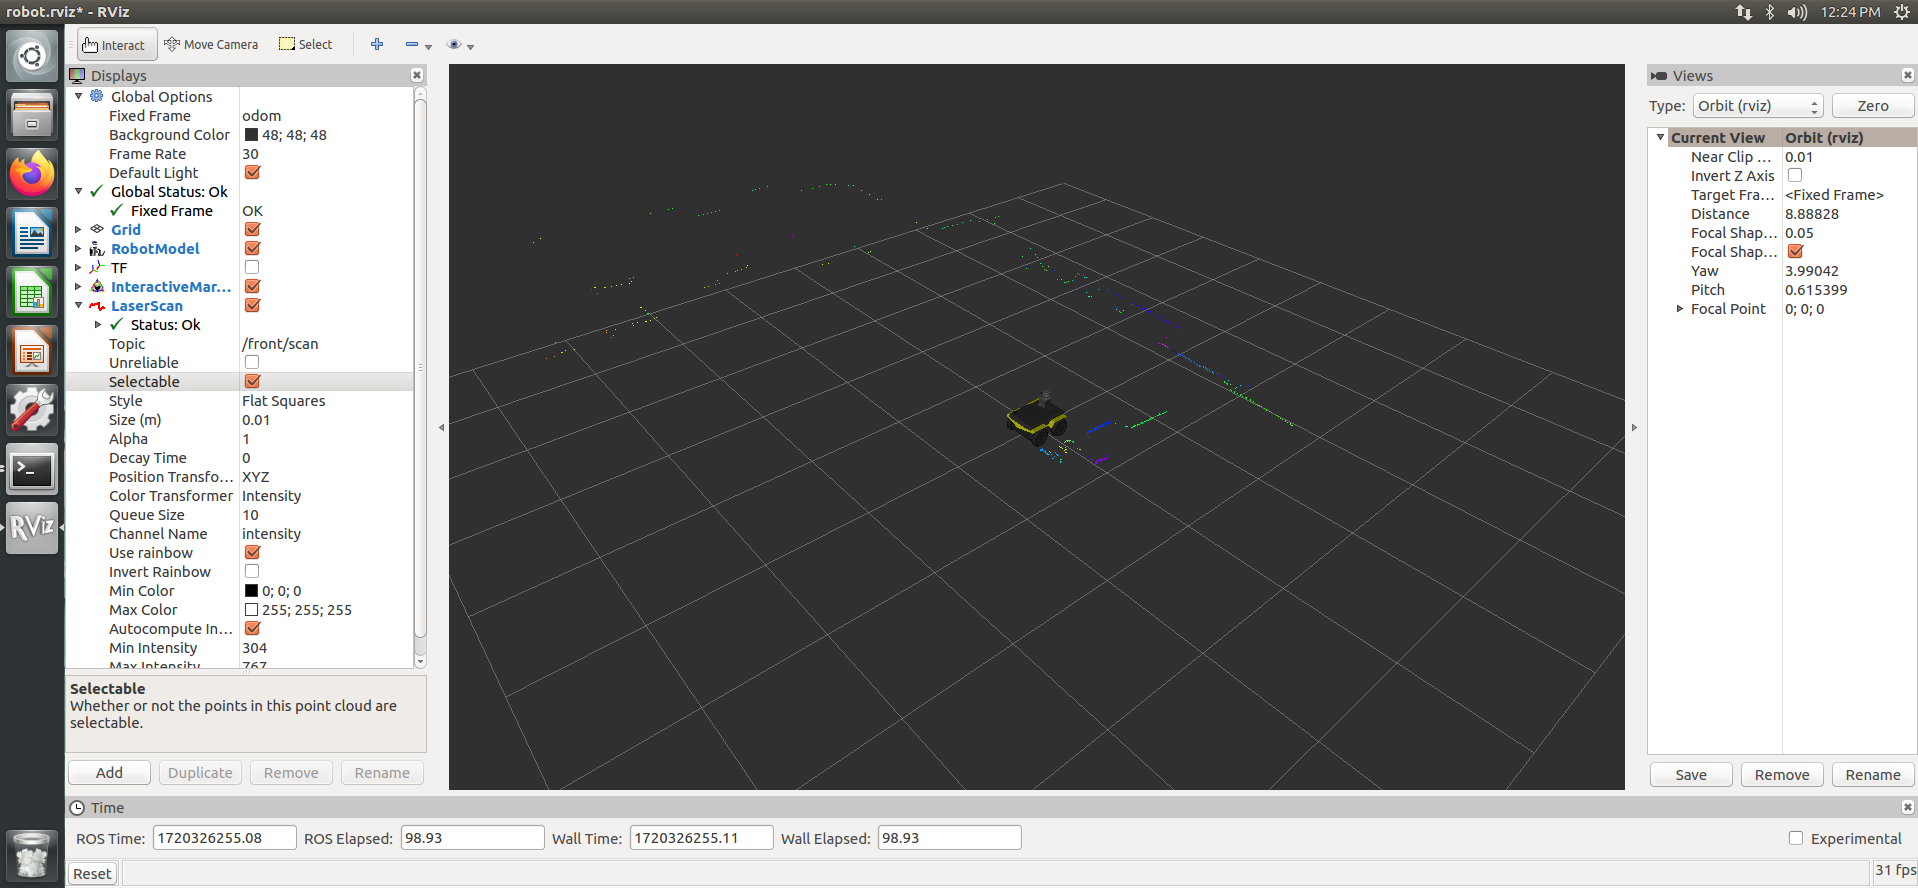 robot.rviz* - RViz
12:24 PM
Interact
Move Camera
Select
Displays
Global Options
Fixed Frame odom
Background Color 48; 48; 48
Frame Rate 30
Default Light
Global Status: Ok
Fixed Frame OK
Grid
RobotModel
TF
InteractiveMar...
LaserScan
Status: Ok
Topic /front/scan
Unreliable
Selectable
Style Flat Squares
Size (m) 0.01
Alpha 1
Decay Time 0
Position Transfo... XYZ
Color Transformer Intensity
Queue Size 10
Channel Name intensity
Use rainbow
Invert Rainbow
Min Color 0; 0; 0
Max Color 255; 255; 255
Autocompute In...
Min Intensity 304
Max Intensity 767
Selectable
Whether or not the points in this point cloud are
selectable.
Add Duplicate Remove Rename
Views
Type: Orbit (rviz) Zero
Current View Orbit (rviz)
Near Clip ... 0.01
Invert Z Axis
Target Fra... <Fixed Frame>
Distance 8.88828
Focal Shap... 0.05
Focal Shap...
Yaw 3.99042
Pitch 0.615399
Focal Point 0; 0; 0
Save Remove Rename
Time
ROS Time: 1720326255.08 ROS Elapsed: 98.93 Wall Time: 1720326255.11 Wall Elapsed: 98.93 Experimental
Reset 31 fps
>_
RViz